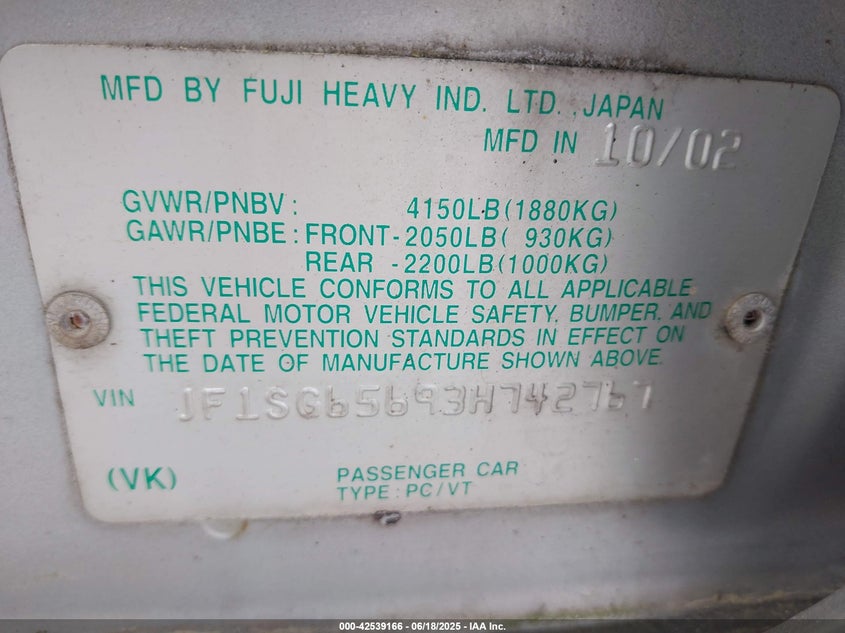 MFD BY FUJI HEAVY IND. LTD., JAPAN
MFD IN 10/02
GVWR/PNBV: 4150LB(1880KG)
GAWR/PNBE: FRONT-2050LB( 930KG)
REAR -2200LB(1000KG)
THIS VEHICLE CONFORMS TO ALL APPLICABLE
FEDERAL MOTOR VEHICLE SAFETY, BUMPER, AND
THEFT PREVENTION STANDARDS IN EFFECT ON
THE DATE OF MANUFACTURE SHOWN ABOVE.
VIN JF1SG65693H742767
(VK) PASSENGER CAR
TYPE: PC/VT
000-42539166 - 06/18/2025 - IAA Inc.